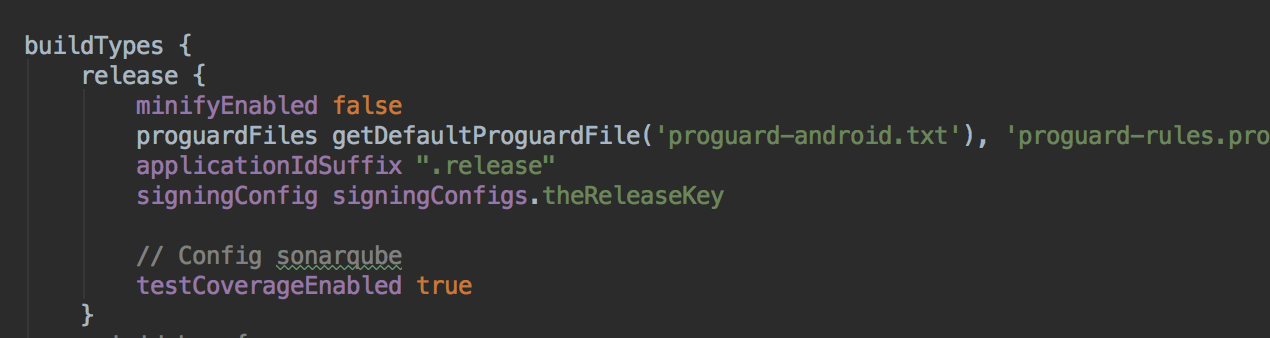 buildTypes {
release {
minifyEnabled false
proguardFiles getDefaultProguardFile('proguard-android.txt'), 'proguard-rules.pro
applicationIdSuffix ".release"
signingConfig signingConfigs.theReleaseKey
// Config sonarqube
testCoverageEnabled true
}